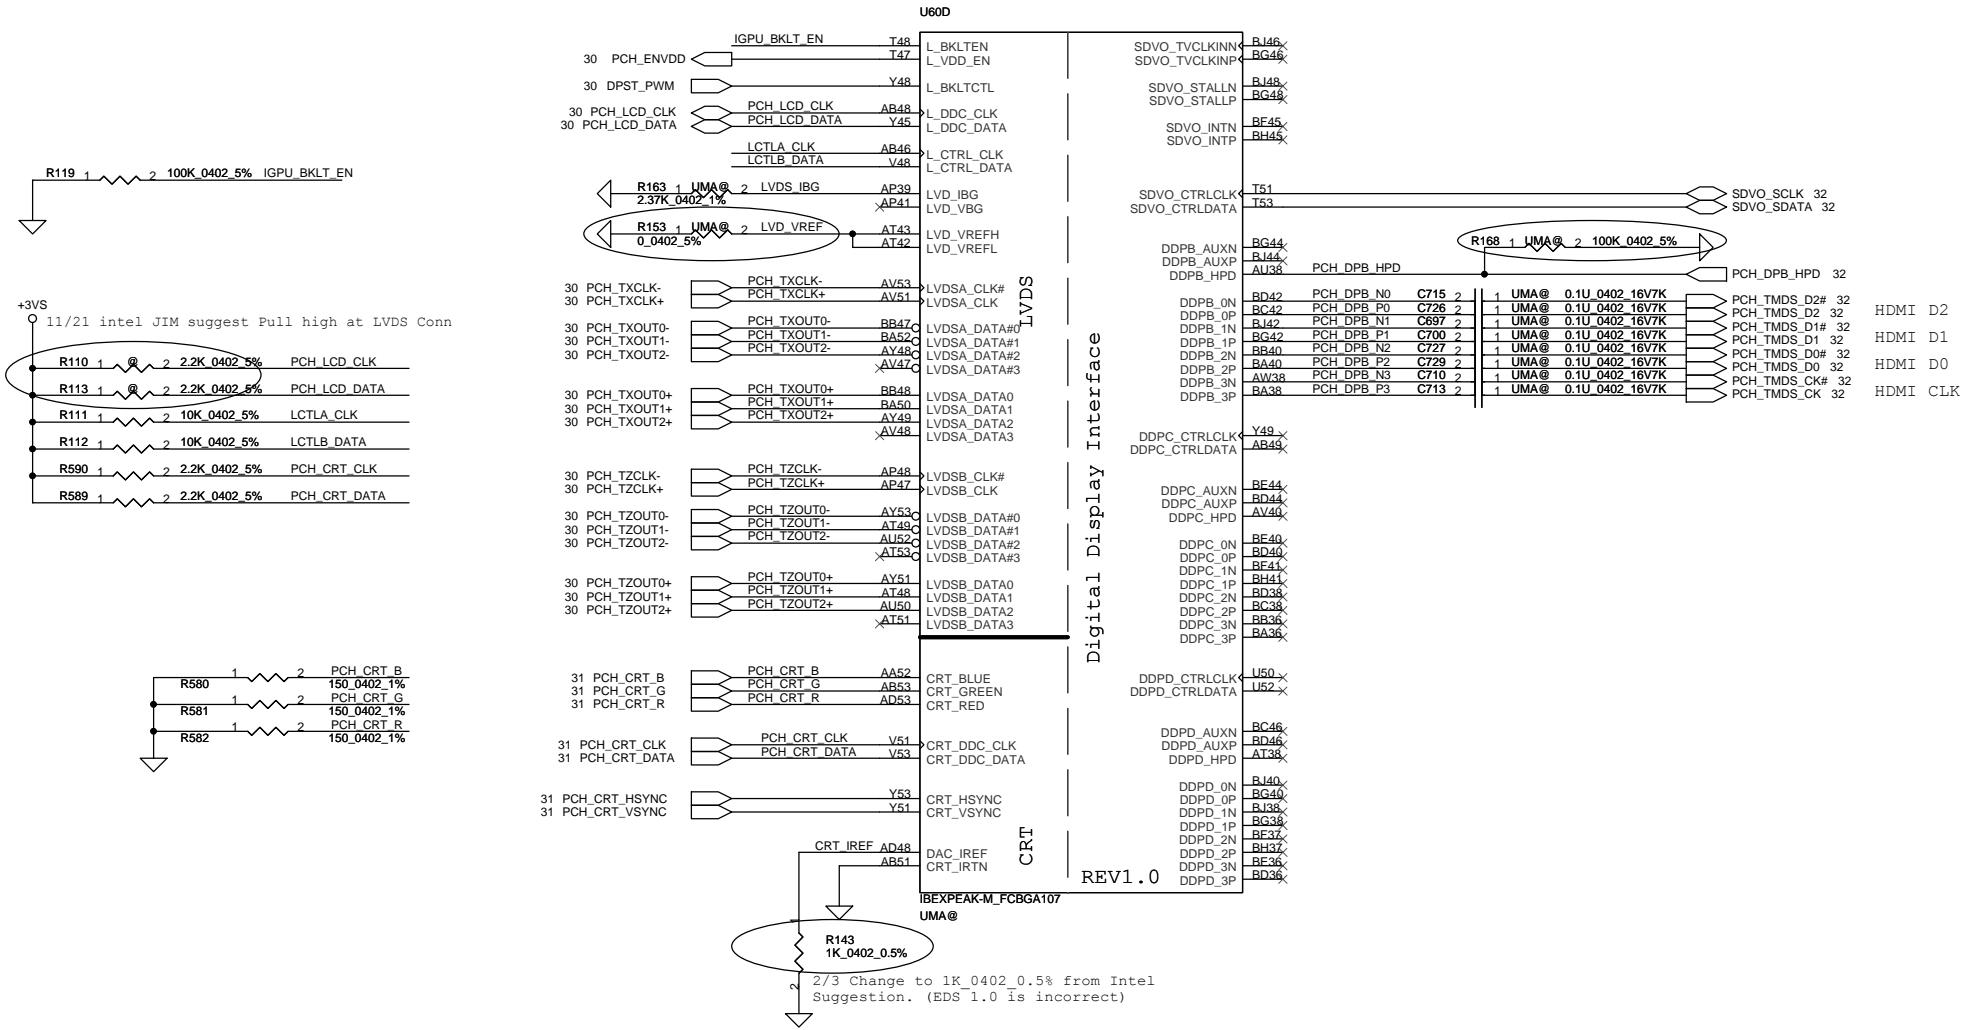 U60D
IGPU_BKLT_EN T48 L_BKLTEN
30 PCH_ENVDD T47 L_VDD_EN
30 DPST_PWM Y48 L_BKLTCTL
30 PCH_LCD_CLK PCH_LCD_CLK AB48 L_DDC_CLK
30 PCH_LCD_DATA PCH_LCD_DATA Y45 L_DDC_DATA
LCTLA_CLK AB46 L_CTRL_CLK
LCTLB_DATA V48 L_CTRL_DATA
R163 1 UMA@ 2 LVDS_IBG AP39 LVD_IBG
2.37K_0402_1% AP41 LVD_VBG
R153 1 UMA@ 2 LVD_VREF AT43 LVD_VREFH
0_0402_5% AT42 LVD_VREFL
30 PCH_TXCLK- PCH_TXCLK- AV53 LVDSA_CLK#
30 PCH_TXCLK+ PCH_TXCLK+ AV51 LVDSA_CLK
30 PCH_TXOUT0- PCH_TXOUT0- BB47 LVDSA_DATA#0
30 PCH_TXOUT1- PCH_TXOUT1- BA52 LVDSA_DATA#1
30 PCH_TXOUT2- PCH_TXOUT2- AY48 LVDSA_DATA#2
AV47 LVDSA_DATA#3
30 PCH_TXOUT0+ PCH_TXOUT0+ BB48 LVDSA_DATA0
30 PCH_TXOUT1+ PCH_TXOUT1+ BA50 LVDSA_DATA1
30 PCH_TXOUT2+ PCH_TXOUT2+ AY49 LVDSA_DATA2
AV48 LVDSA_DATA3
30 PCH_TZCLK- PCH_TZCLK- AP48 LVDSB_CLK#
30 PCH_TZCLK+ PCH_TZCLK+ AP47 LVDSB_CLK
30 PCH_TZOUT0- PCH_TZOUT0- AY53 LVDSB_DATA#0
30 PCH_TZOUT1- PCH_TZOUT1- AT49 LVDSB_DATA#1
30 PCH_TZOUT2- PCH_TZOUT2- AU52 LVDSB_DATA#2
AT53 LVDSB_DATA#3
30 PCH_TZOUT0+ PCH_TZOUT0+ AY51 LVDSB_DATA0
30 PCH_TZOUT1+ PCH_TZOUT1+ AT48 LVDSB_DATA1
30 PCH_TZOUT2+ PCH_TZOUT2+ AU50 LVDSB_DATA2
AT51 LVDSB_DATA3
31 PCH_CRT_B PCH_CRT_B AA52 CRT_BLUE
31 PCH_CRT_G PCH_CRT_G AB53 CRT_GREEN
31 PCH_CRT_R PCH_CRT_R AD53 CRT_RED
31 PCH_CRT_CLK PCH_CRT_CLK V51 CRT_DDC_CLK
31 PCH_CRT_DATA PCH_CRT_DATA V53 CRT_DDC_DATA
31 PCH_CRT_HSYNC Y53 CRT_HSYNC
31 PCH_CRT_VSYNC Y51 CRT_VSYNC
CRT_IREF AD48 DAC_IREF
AB51 CRT_IRTN
LVDS
CRT
Digital Display Interface
REV1.0
IBEXPEAK-M_FCBGA107
UMA@
1
R143
1K_0402_0.5%
2
2/3 Change to 1K_0402_0.5% from Intel
Suggestion. (EDS 1.0 is incorrect)
R119 1 2 100K_0402_5% IGPU_BKLT_EN
+3VS
11/21 intel JIM suggest Pull high at LVDS Conn
R110 1 @ 2 2.2K_0402_5% PCH_LCD_CLK
R113 1 @ 2 2.2K_0402_5% PCH_LCD_DATA
R111 1 2 10K_0402_5% LCTLA_CLK
R112 1 2 10K_0402_5% LCTLB_DATA
R590 1 2 2.2K_0402_5% PCH_CRT_CLK
R589 1 2 2.2K_0402_5% PCH_CRT_DATA
R580 1 2 PCH_CRT_B
150_0402_1%
R581 1 2 PCH_CRT_G
150_0402_1%
R582 1 2 PCH_CRT_R
150_0402_1%
SDVO_TVCLKINN BJ46
SDVO_TVCLKINP BG46
SDVO_STALLN BJ48
SDVO_STALLP BG48
SDVO_INTN BF45
SDVO_INTP BH45
SDVO_CTRLCLK T51 SDVO_SCLK 32
SDVO_CTRLDATA T53 SDVO_SDATA 32
R168 1 UMA@ 2 100K_0402_5%
DDPB_AUXN BG44
DDPB_AUXP BJ44
DDPB_HPD AU38 PCH_DPB_HPD PCH_DPB_HPD 32
DDPB_0N BD42 PCH_DPB_N0 C715 2 1 UMA@ 0.1U_0402_16V7K PCH_TMDS_D2# 32
DDPB_0P BC42 PCH_DPB_P0 C726 2 1 UMA@ 0.1U_0402_16V7K PCH_TMDS_D2 32 HDMI D2
DDPB_1N BJ42 PCH_DPB_N1 C697 2 1 UMA@ 0.1U_0402_16V7K PCH_TMDS_D1# 32
DDPB_1P BG42 PCH_DPB_P1 C700 2 1 UMA@ 0.1U_0402_16V7K PCH_TMDS_D1 32 HDMI D1
DDPB_2N BB40 PCH_DPB_N2 C727 2 1 UMA@ 0.1U_0402_16V7K PCH_TMDS_D0# 32
DDPB_2P BA40 PCH_DPB_P2 C729 2 1 UMA@ 0.1U_0402_16V7K PCH_TMDS_D0 32 HDMI D0
DDPB_3N AW38 PCH_DPB_N3 C710 2 1 UMA@ 0.1U_0402_16V7K PCH_TMDS_CK# 32
DDPB_3P BA38 PCH_DPB_P3 C713 2 1 UMA@ 0.1U_0402_16V7K PCH_TMDS_CK 32 HDMI CLK
DDPC_CTRLCLK Y49
DDPC_CTRLDATA AB49
DDPC_AUXN BE44
DDPC_AUXP BD44
DDPC_HPD AV40
DDPC_0N BE40
DDPC_0P BD40
DDPC_1N BF41
DDPC_1P BH41
DDPC_2N BD38
DDPC_2P BC38
DDPC_3N BB36
DDPC_3P BA36
DDPD_CTRLCLK U50
DDPD_CTRLDATA U52
DDPD_AUXN BC46
DDPD_AUXP BD46
DDPD_HPD AT38
DDPD_0N BJ40
DDPD_0P BG40
DDPD_1N BJ38
DDPD_1P BG38
DDPD_2N BF37
DDPD_2P BH37
DDPD_3N BE36
DDPD_3P BD36